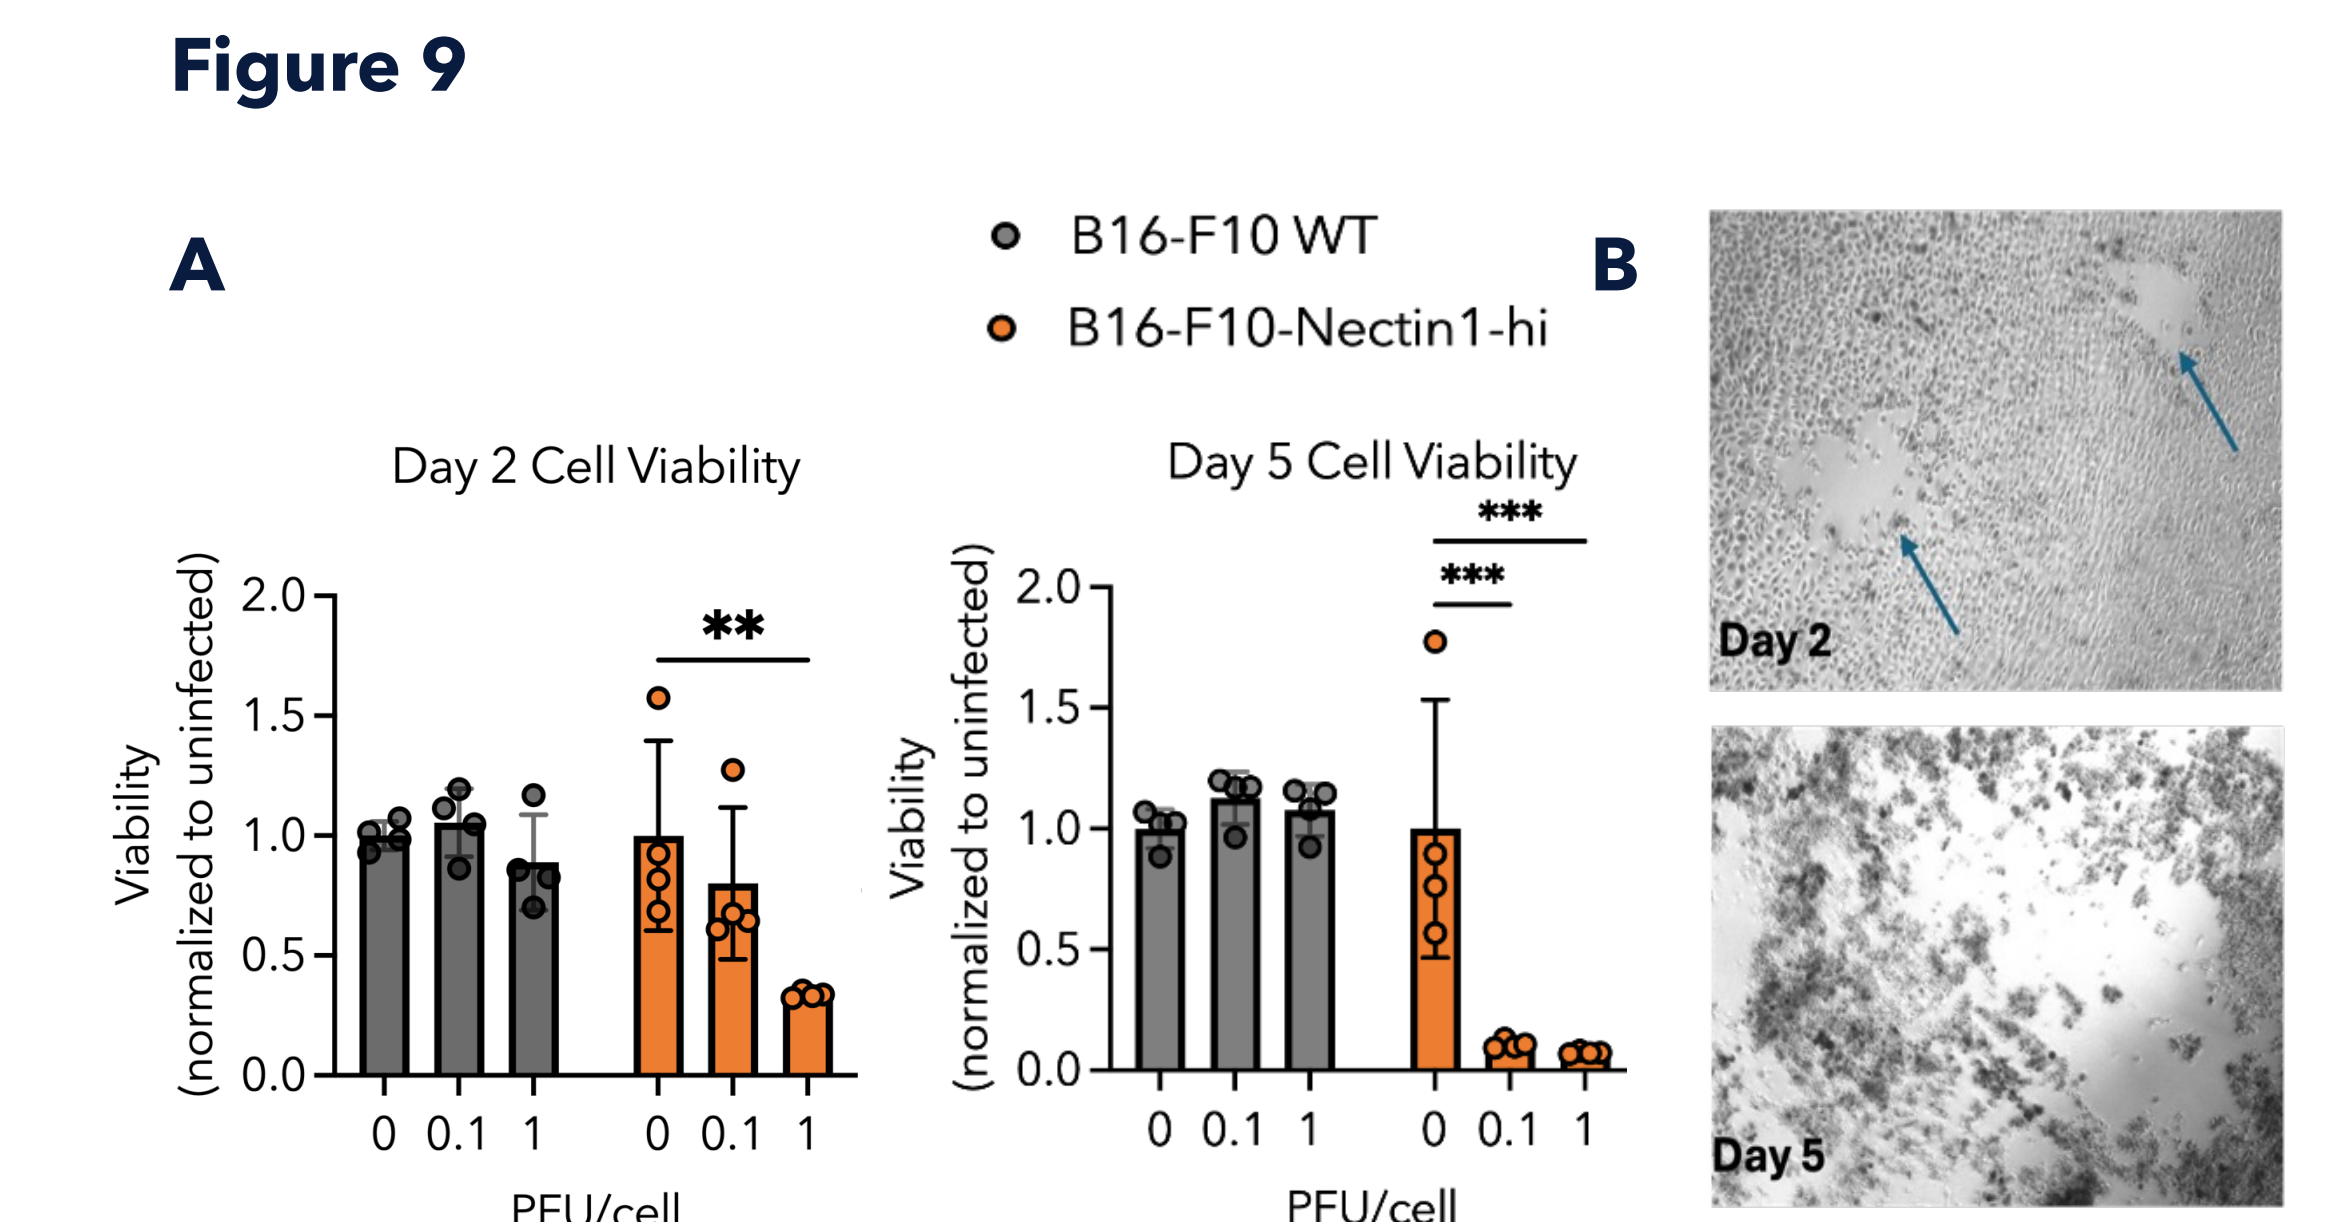 Figure 9
A
B16-F10 WT
B16-F10-Nectin1-hi
B
Day 2 Cell Viability
Viability
(normalized to uninfected)
2.0
1.5
1.0
0.5
0.0
**
0 0.1 1 0 0.1 1
PFU/cell
Day 5 Cell Viability
Viability
(normalized to uninfected)
2.0
1.5
1.0
0.5
0.0
***
***
0 0.1 1 0 0.1 1
PFU/cell
Day 2
Day 5